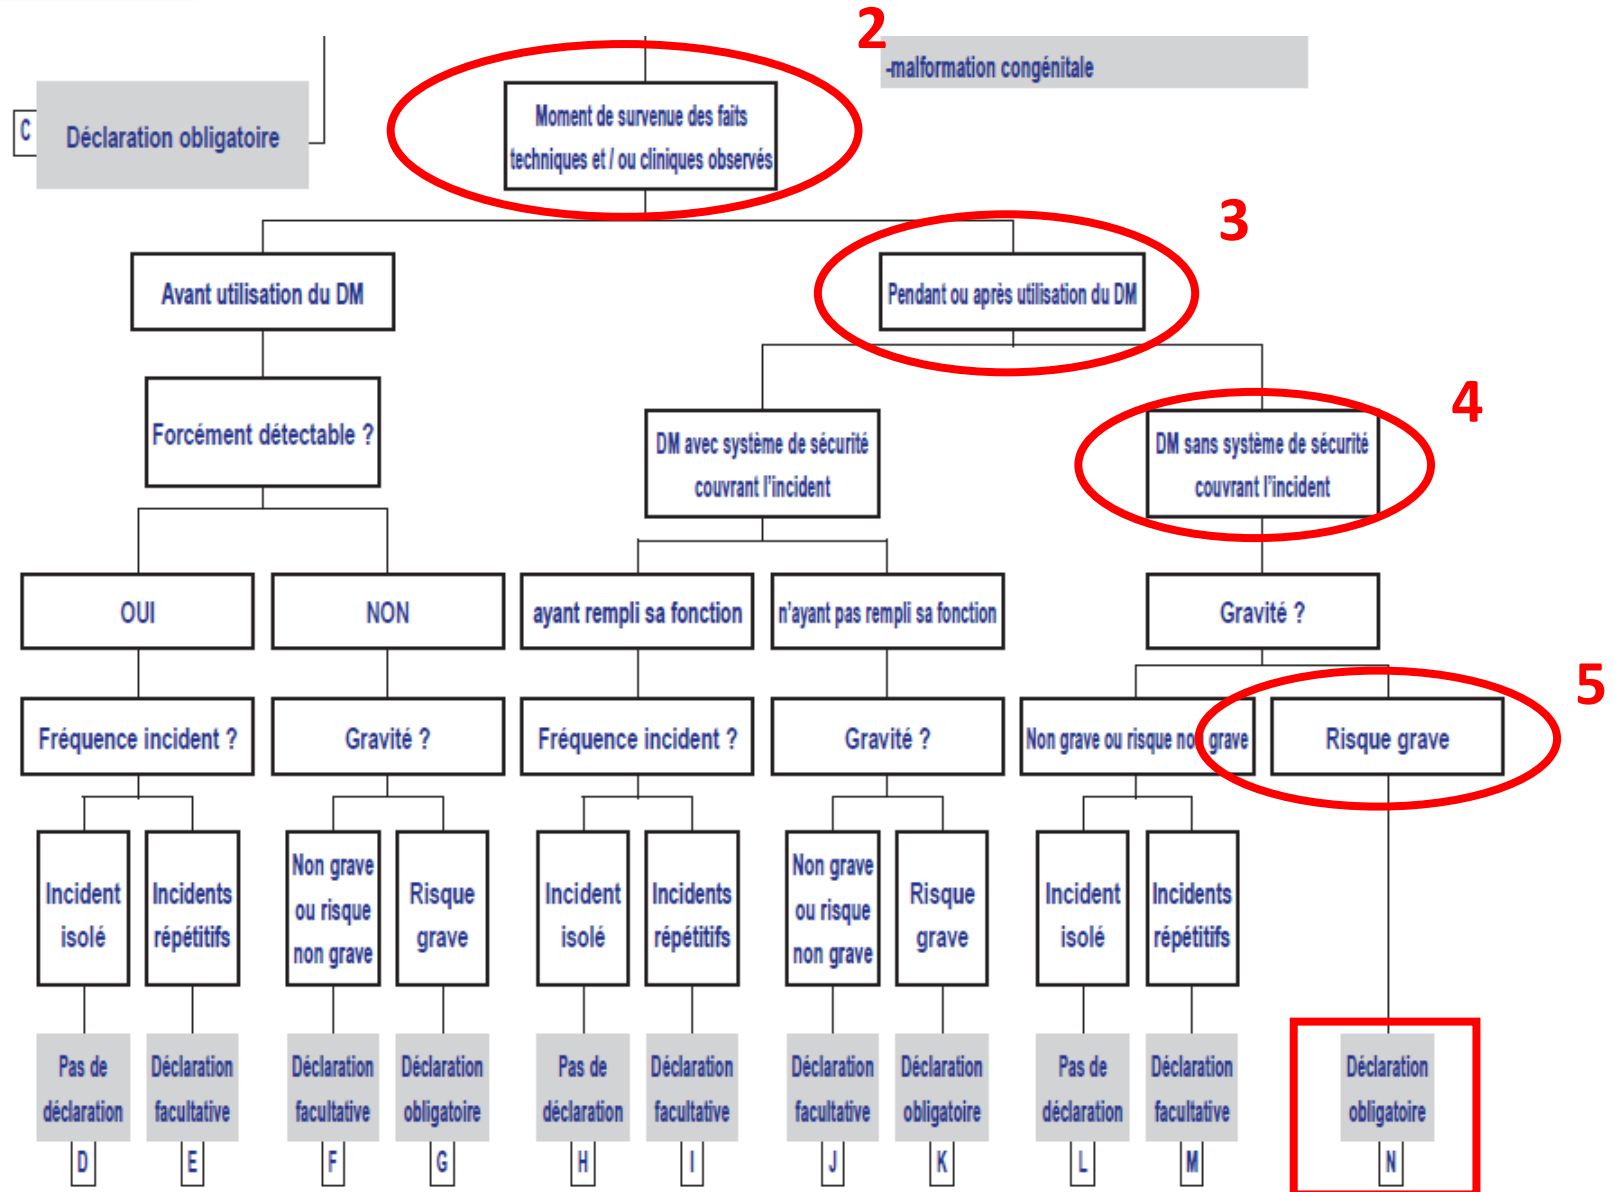 2
-malformation congénitale
C
Déclaration obligatoire
Moment de survenue des faits
techniques et / ou cliniques observés
3
Avant utilisation du DM
Pendant ou après utilisation du DM
4
Forcément détectable ?
DM avec système de sécurité
couvrant l'incident
DM sans système de sécurité
couvrant l'incident
OUI
NON
ayant rempli sa fonction
n'ayant pas rempli sa fonction
Gravité ?
5
Fréquence incident ?
Gravité ?
Fréquence incident ?
Gravité ?
Non grave ou risque non grave
Risque grave
Incident
isolé
Incidents
répétitifs
Non grave
ou risque
non grave
Risque
grave
Incident
isolé
Incidents
répétitifs
Non grave
ou risque
non grave
Risque
grave
Incident
isolé
Incidents
répétitifs
Pas de
déclaration
Déclaration
facultative
Déclaration
facultative
Déclaration
obligatoire
Pas de
déclaration
Déclaration
facultative
Déclaration
facultative
Déclaration
obligatoire
Pas de
déclaration
Déclaration
facultative
Déclaration
obligatoire
D
E
F
G
H
I
J
K
L
M
N